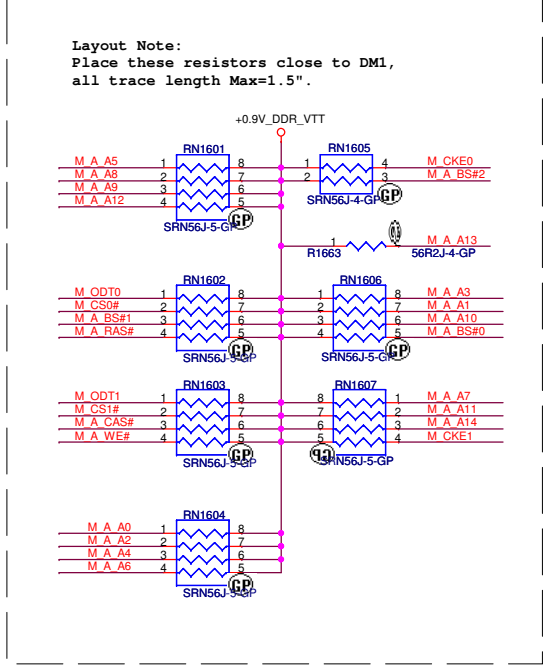 Layout Note:
Place these resistors close to DM1,
all trace length Max=1.5".
+0.9V_DDR_VTT
RN1601
M_A_A5 1 8
M_A_A8 2 7
M_A_A9 3 6
M_A_A12 4 5
GP
SRN56J-5-GP
RN1605
1 4 M_CKE0
2 3 M_A_BS#2
GP
SRN56J-4-GP
R1663 M_A_A13
56R2J-4-GP
RN1602
M_ODT0 1 8
M_CS0# 2 7
M_A_BS#1 3 6
M_A_RAS# 4 5
GP
SRN56J-5-GP
RN1606
1 8 M_A_A3
2 7 M_A_A1
3 6 M_A_A10
4 5 M_A_BS#0
GP
SRN56J-5-GP
RN1603
M_ODT1 1 8
M_CS1# 2 7
M_A_CAS# 3 6
M_A_WE# 4 5
GP
SRN56J-5-GP
RN1607
8 1 M_A_A7
7 2 M_A_A11
6 3 M_A_A14
5 4 M_CKE1
GP
SRN56J-5-GP
RN1604
M_A_A0 1 8
M_A_A2 2 7
M_A_A4 3 6
M_A_A6 4 5
GP
SRN56J-5-GP